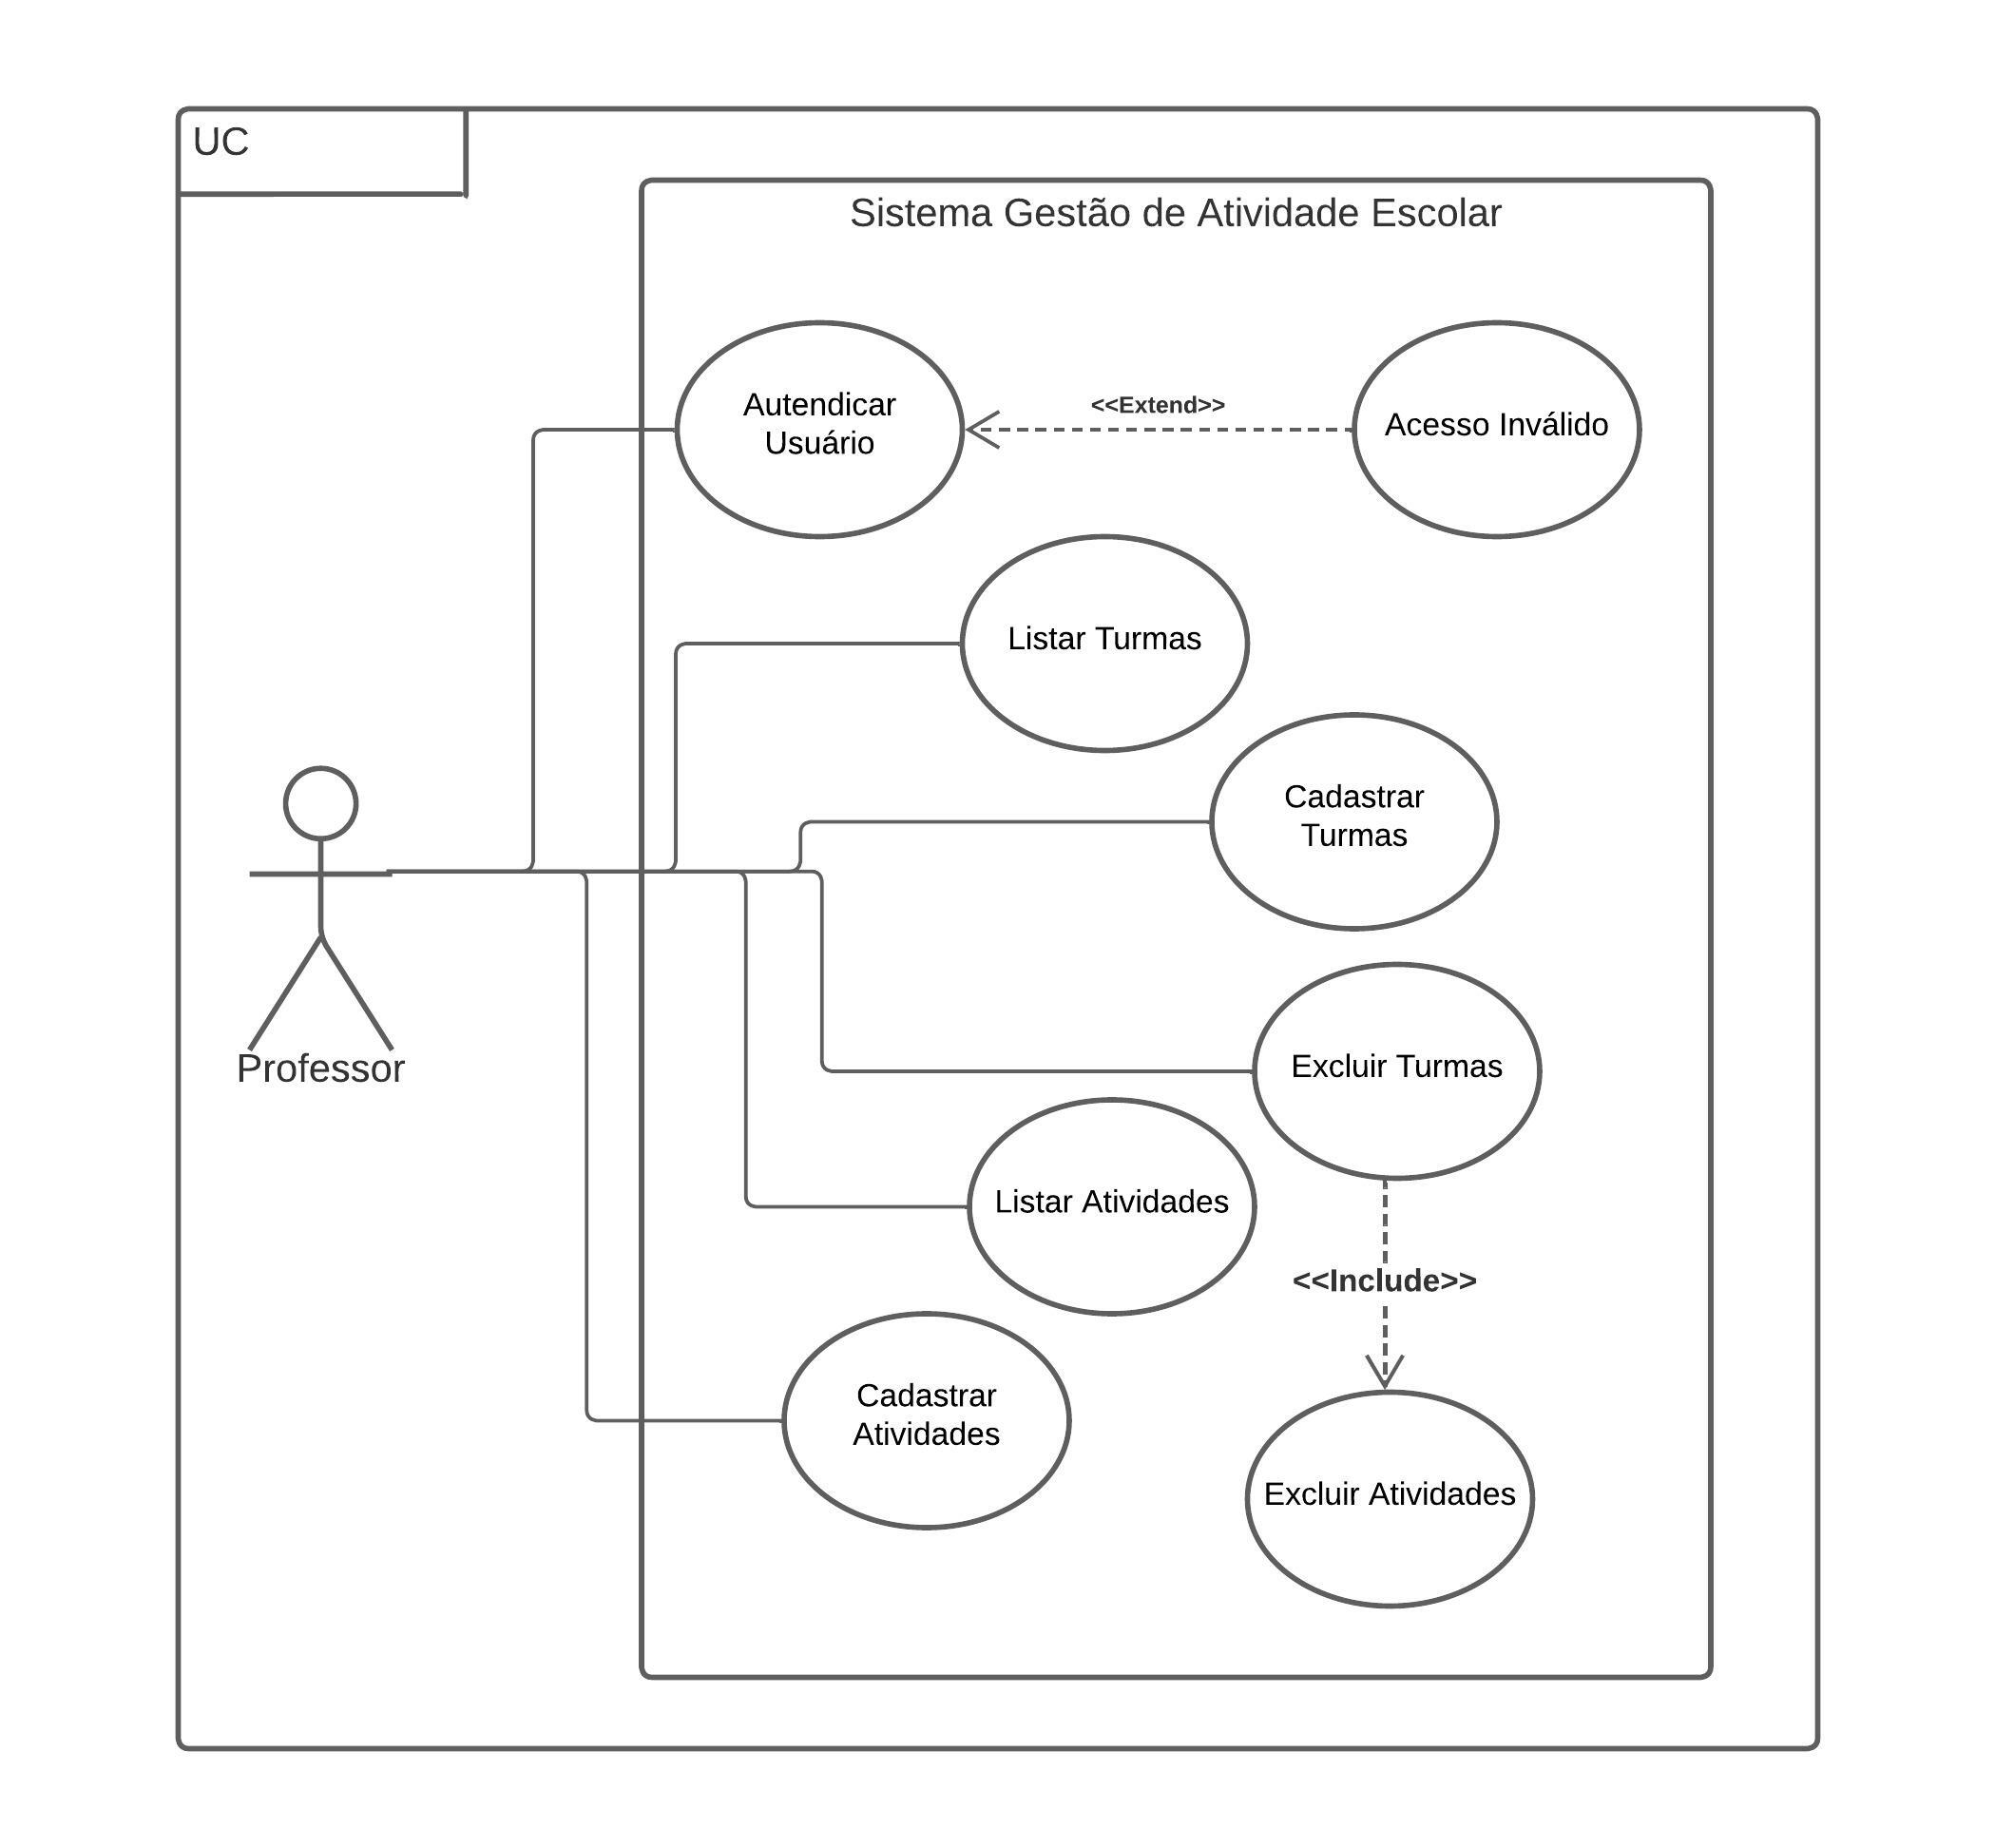 UC
Sistema Gestão de Atividade Escolar
Autendicar
Usuário
<<Extend>>
Acesso Inválido
Listar Turmas
Cadastrar
Turmas
Professor
Excluir Turmas
Listar Atividades
<<Include>>
Cadastrar
Atividades
Excluir Atividades